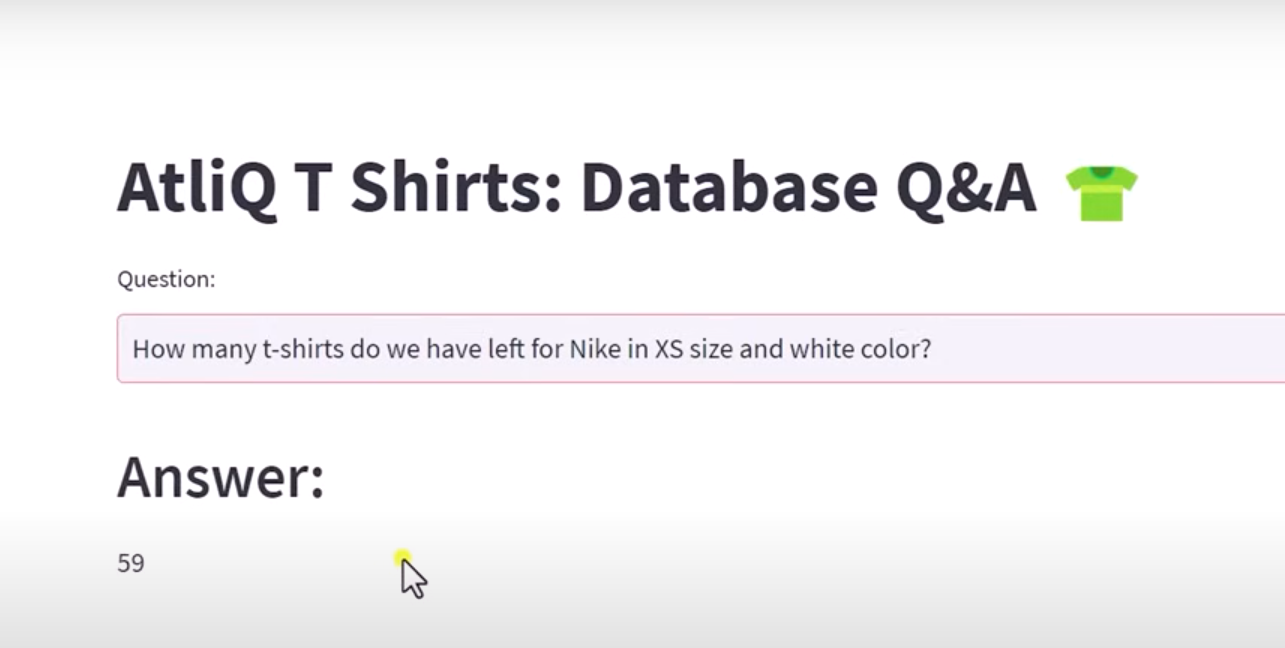 AtliQ T Shirts: Database Q&A
Question:
How many t-shirts do we have left for Nike in XS size and white color?
Answer:
59